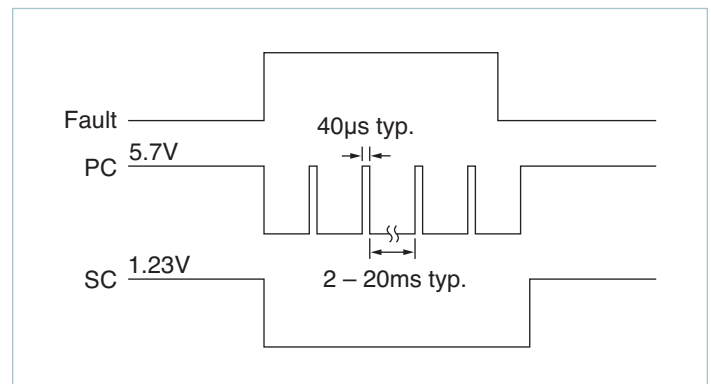 Fault
40µs typ.
5.7V
PC
1.23V
SC
2 – 20ms typ.